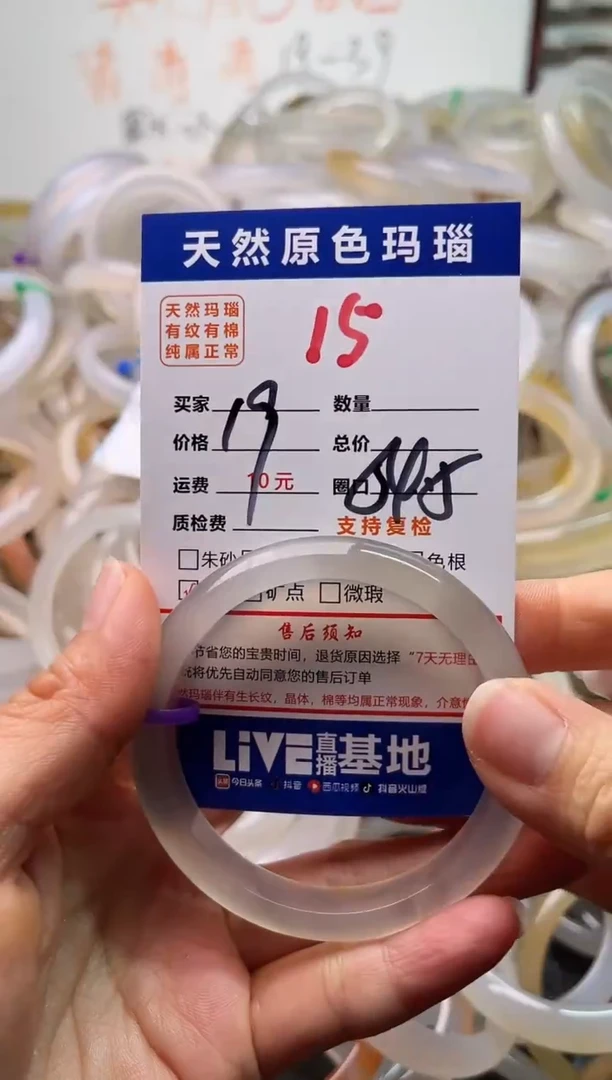 天然原色玛瑙
天然玛瑙
有纹有棉
纯属正常
15
买家 数量
价格 19 总价
运费 10元 圈口
质检费 支持复检
朱砂 色根
矿点 微瑕
售后须知
节省您的宝贵时间，退货原因选择“7天无理由
就将优先自动同意您的售后订单
然玛瑙伴有生长纹，晶体，棉等均属正常现象，介意
LiVE直播基地
今日头条 抖音 西瓜视频 抖音火山版